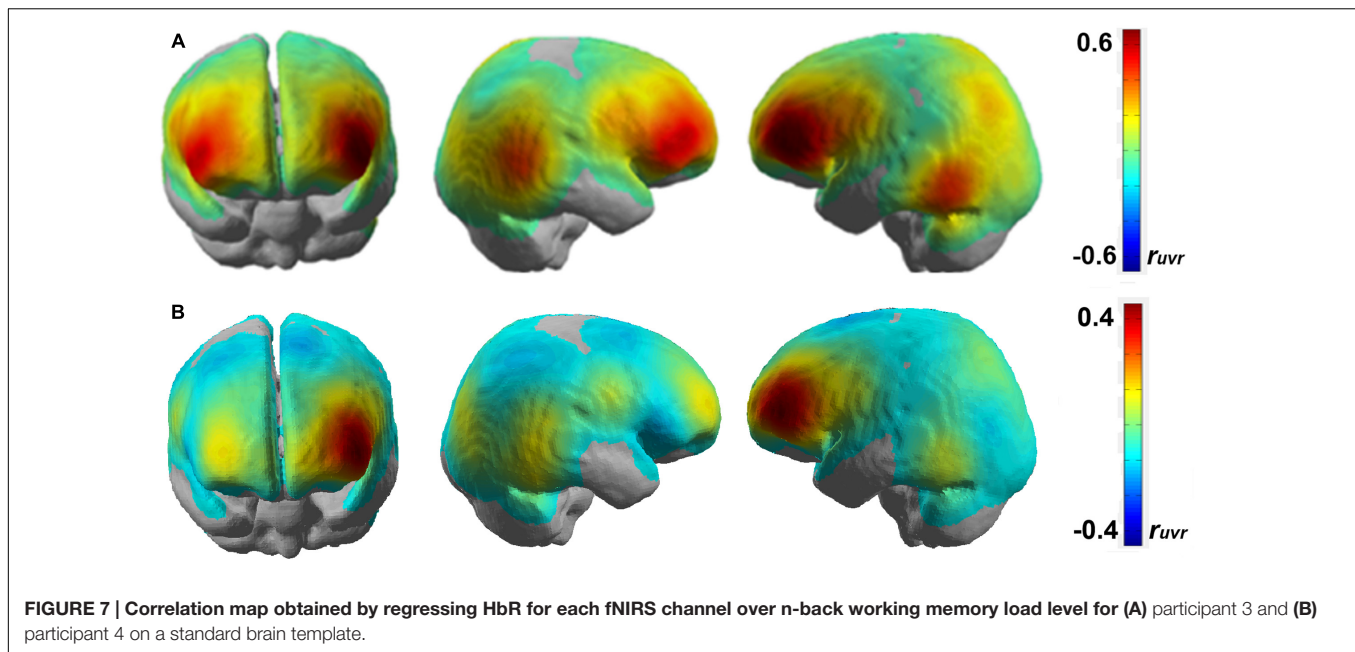 A
0.6
-0.6 ruvr
B
0.4
-0.4 ruvr
FIGURE 7 | Correlation map obtained by regressing HbR for each fNIRS channel over n-back working memory load level for (A) participant 3 and (B)
participant 4 on a standard brain template.